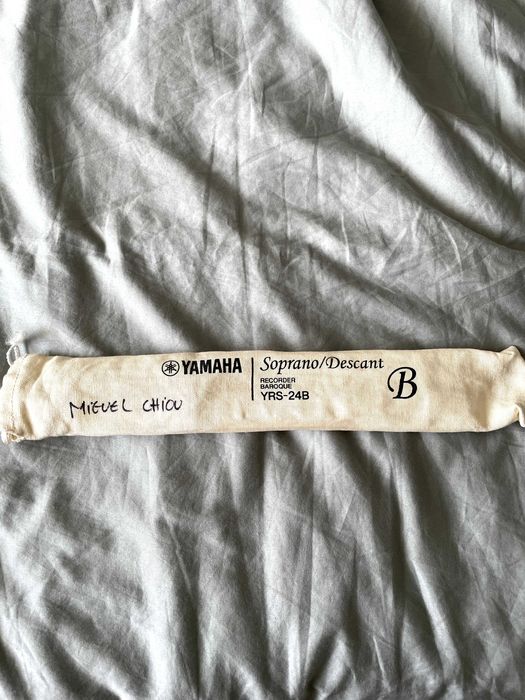 YAMAHA
Soprano/Descant
RECORDER
BAROQUE
YRS-24B
B
MIGUEL CHIOU